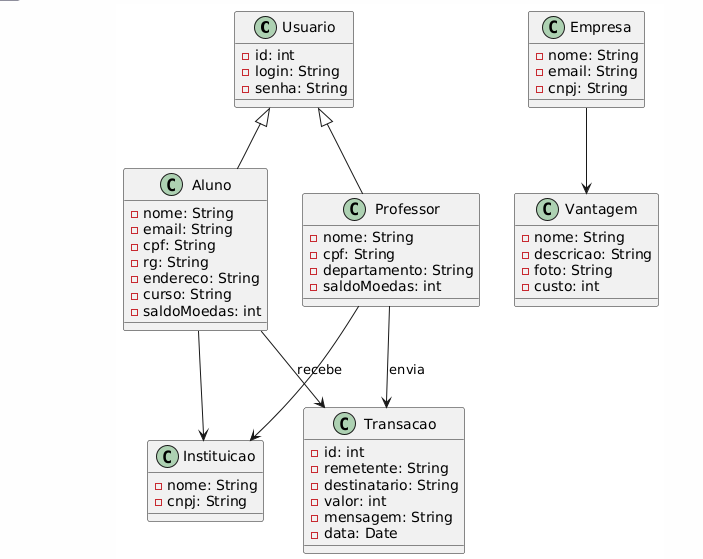 C Usuario
id: int
login: String
senha: String
C Empresa
nome: String
email: String
cnpj: String
C Aluno
nome: String
email: String
cpf: String
rg: String
endereco: String
curso: String
saldoMoedas: int
C Professor
nome: String
cpf: String
departamento: String
saldoMoedas: int
C Vantagem
nome: String
descricao: String
foto: String
custo: int
recebe
envia
C Instituicao
nome: String
cnpj: String
C Transacao
id: int
remetente: String
destinatario: String
valor: int
mensagem: String
data: Date